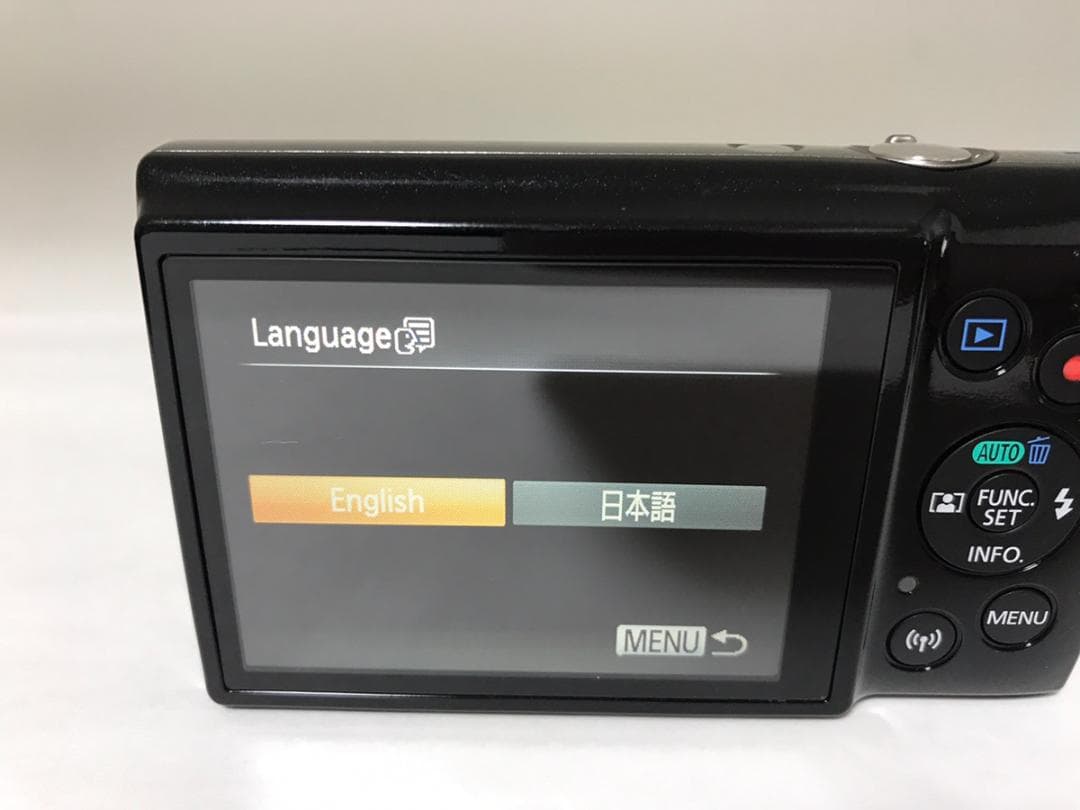 Language
English
日本語
MENU
AUTO
FUNC.
SET
INFO.
MENU